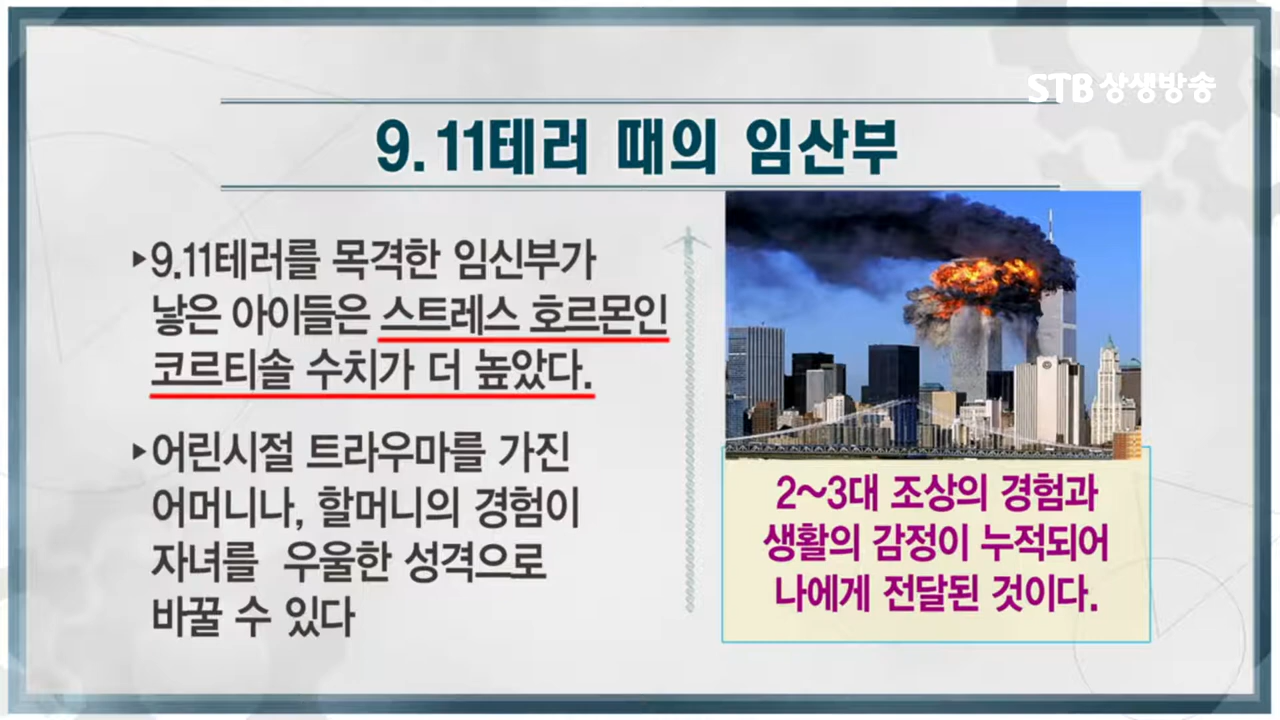 STB 상생방송
9.11테러 때의 임산부
▸9.11테러를 목격한 임신부가
낳은 아이들은 스트레스 호르몬인
코르티솔 수치가 더 높았다.
▸어린시절 트라우마를 가진
어머니나, 할머니의 경험이
자녀를 우울한 성격으로
바꿀 수 있다
2~3대 조상의 경험과
생활의 감정이 누적되어
나에게 전달된 것이다.